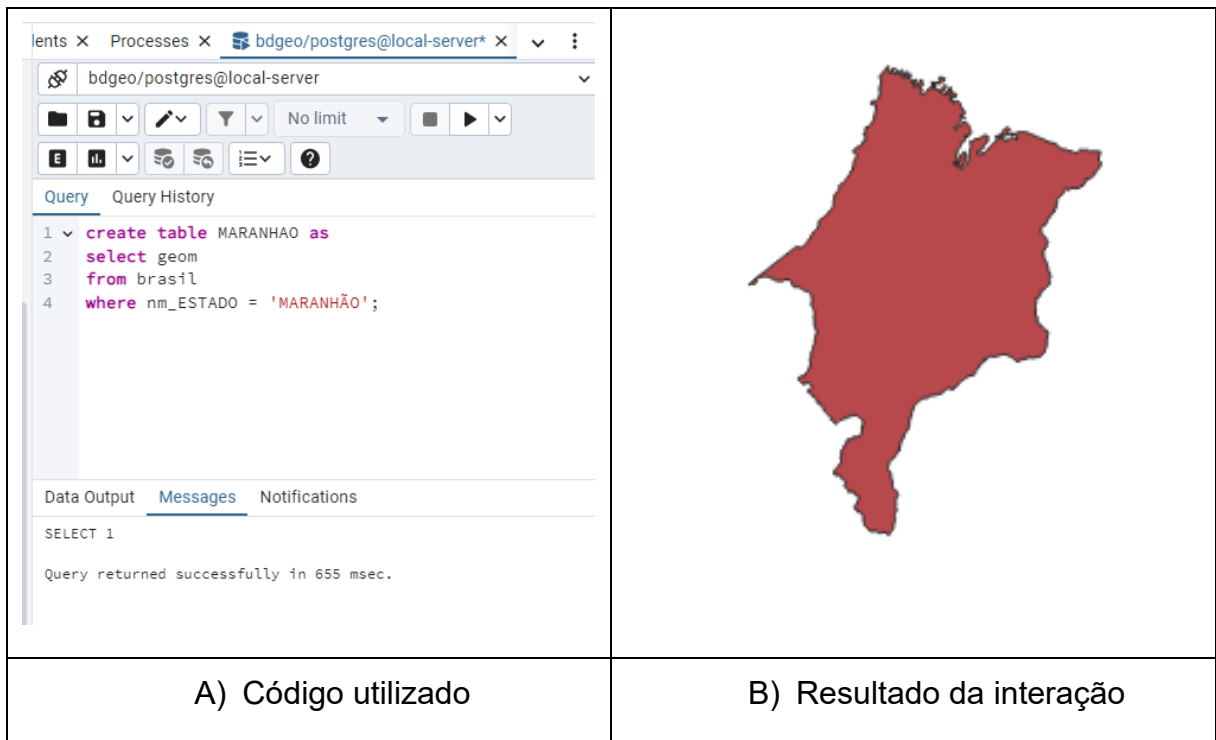 lents × Processes × bdgeo/postgres@local-server* ×
bdgeo/postgres@local-server
No limit
E
Query Query History
1 create table MARANHAO as
2 select geom
3 from brasil
4 where nm_ESTADO = 'MARANHÃO';
Data Output Messages Notifications
SELECT 1
Query returned successfully in 655 msec.
A) Código utilizado
B) Resultado da interação